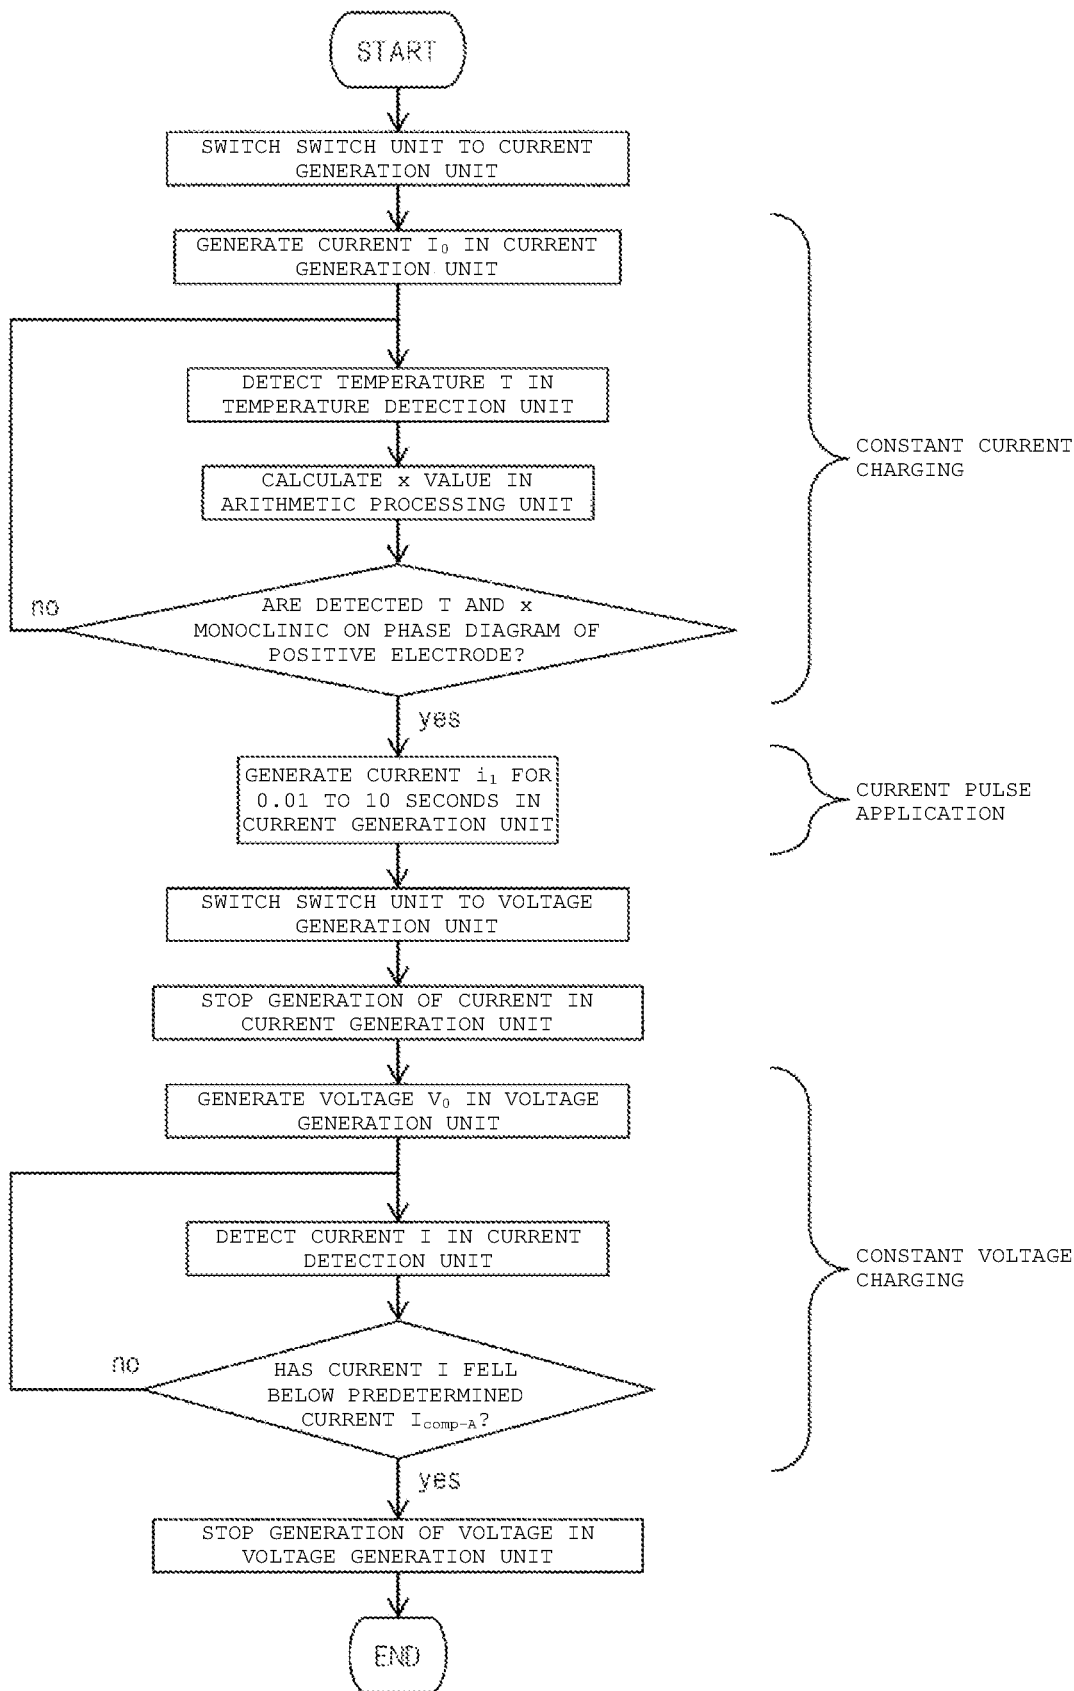 START
SWITCH SWITCH UNIT TO CURRENT
GENERATION UNIT
GENERATE CURRENT I₀ IN CURRENT
GENERATION UNIT
DETECT TEMPERATURE T IN
TEMPERATURE DETECTION UNIT
CALCULATE x VALUE IN
ARITHMETIC PROCESSING UNIT
CONSTANT CURRENT
CHARGING
no
ARE DETECTED T AND x
MONOCLINIC ON PHASE DIAGRAM OF
POSITIVE ELECTRODE?
yes
GENERATE CURRENT i₁ FOR
0.01 TO 10 SECONDS IN
CURRENT GENERATION UNIT
CURRENT PULSE
APPLICATION
SWITCH SWITCH UNIT TO VOLTAGE
GENERATION UNIT
STOP GENERATION OF CURRENT IN
CURRENT GENERATION UNIT
GENERATE VOLTAGE V₀ IN VOLTAGE
GENERATION UNIT
DETECT CURRENT I IN CURRENT
DETECTION UNIT
CONSTANT VOLTAGE
CHARGING
no
HAS CURRENT I FELL
BELOW PREDETERMINED
CURRENT Icomp-A?
yes
STOP GENERATION OF VOLTAGE IN
VOLTAGE GENERATION UNIT
END